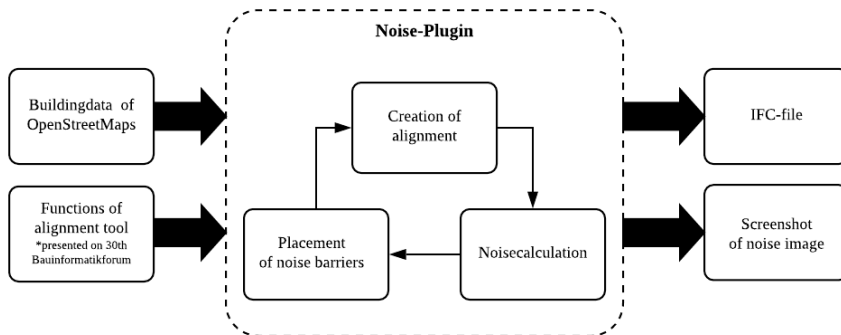 Noise-Plugin
Buildingdata of
OpenStreetMaps
Functions of
alignment tool
*presented on 30th
Bauinformatikforum
Creation of
alignment
Placement
of noise barriers
Noisecalculation
IFC-file
Screenshot
of noise image